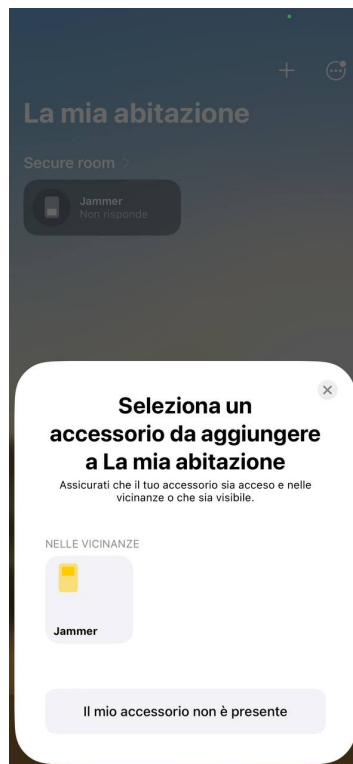 La mia abitazione
Secure room
Jammer
Non risponde
Seleziona un
accessorio da aggiungere
a La mia abitazione
Assicurati che il tuo accessorio sia acceso e nelle
vicinanze o che sia visibile.
NELLE VICINANZE
Jammer
Il mio accessorio non è presente